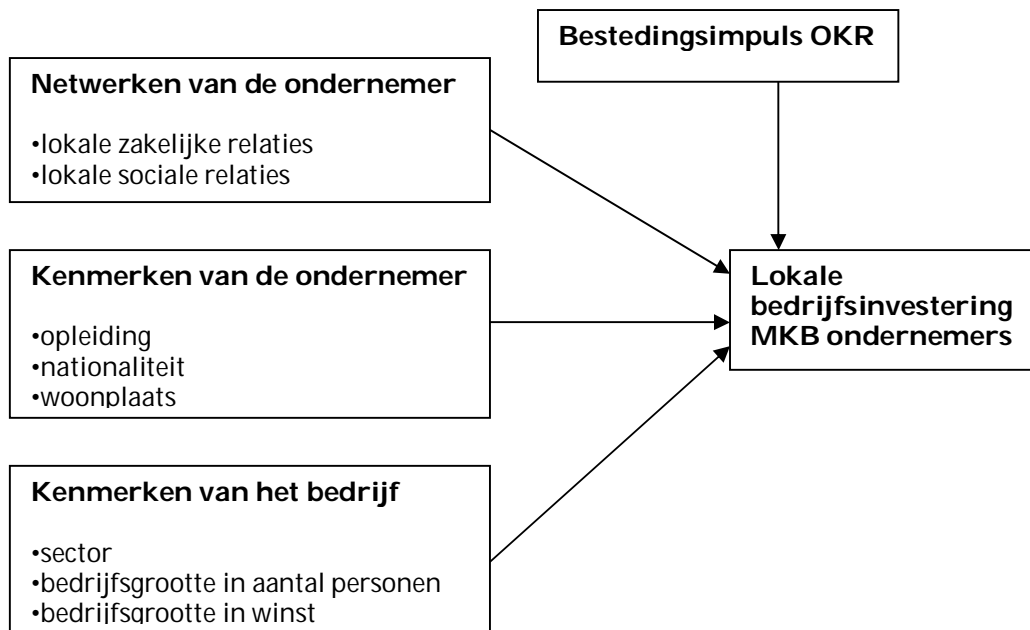 Bestedingsimpuls OKR
Netwerken van de ondernemer
•lokale zakelijke relaties
•lokale sociale relaties
Kenmerken van de ondernemer
•opleiding
•nationaliteit
•woonplaats
Lokale
bedrijfsinvestering
MKB ondernemers
Kenmerken van het bedrijf
•sector
•bedrijfsgrootte in aantal personen
•bedrijfsgrootte in winst